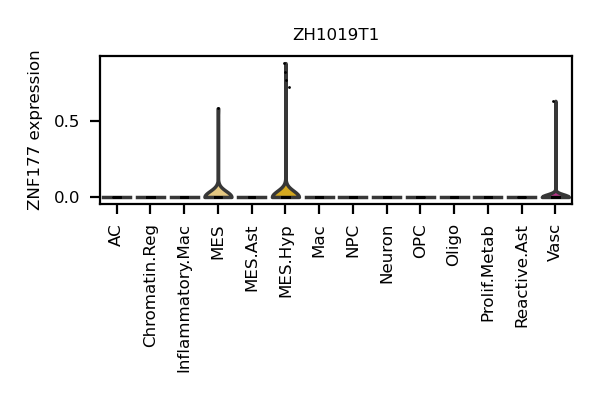 ZH1019T1
ZNF177 expression
0.5
0.0
AC
Chromatin.Reg
Inflammatory.Mac
MES
MES.Ast
MES.Hyp
Mac
NPC
Neuron
OPC
Oligo
Prolif.Metab
Reactive.Ast
Vasc